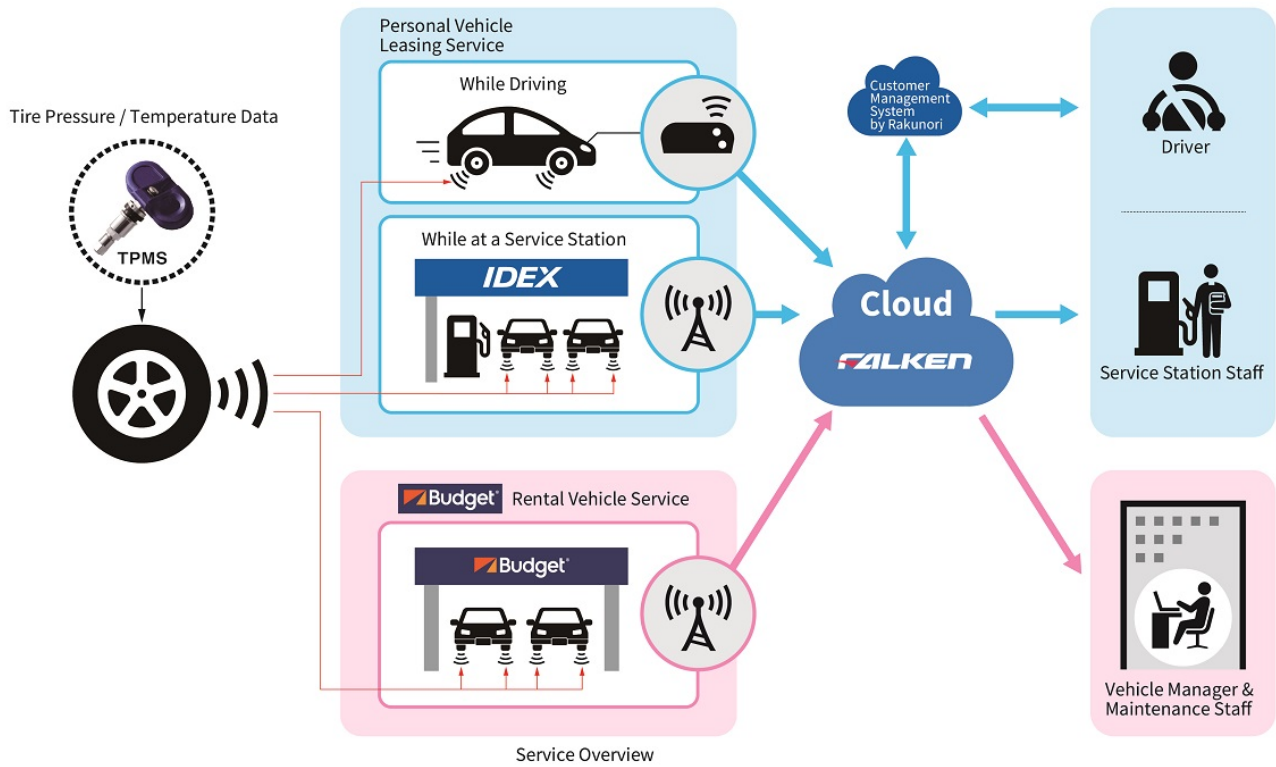 Personal Vehicle
Leasing Service
While Driving
Tire Pressure / Temperature Data
TPMS
While at a Service Station
IDEX
Customer
Management
System
by Rakunori
Driver
Cloud
FALKEN
Service Station Staff
Budget® Rental Vehicle Service
Budget®
Vehicle Manager &
Maintenance Staff
Service Overview